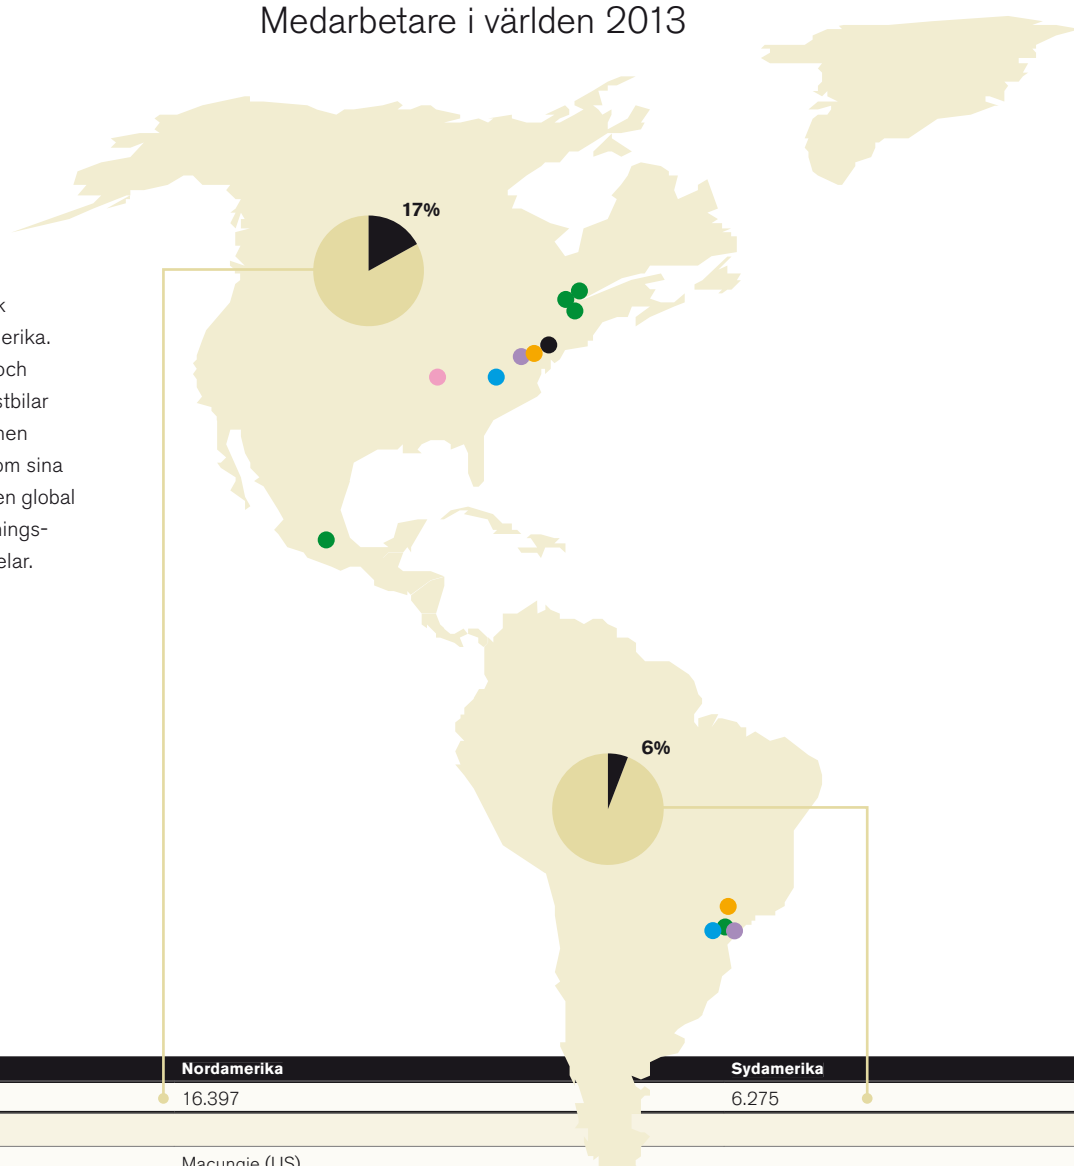 Medarbetare i världen 2013
17%
erika.
och
stbilar
om sina
en global
nings-
elar.
6%
Nordamerika
Sydamerika
16.397
6.275
Macungie (US)